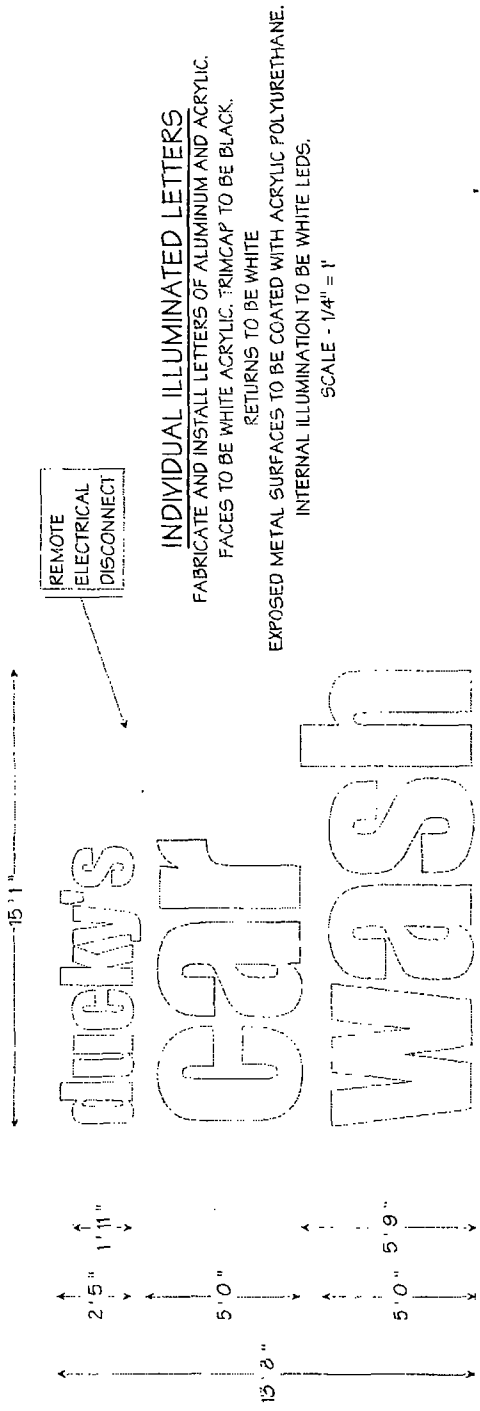 15'1"
REMOTE
ELECTRICAL
DISCONNECT
ducky's
car
wash
2'5"
1'11"
5'0"
5'9"
5'0"
13'8"
INDIVIDUAL ILLUMINATED LETTERS
FABRICATE AND INSTALL LETTERS OF ALUMINUM AND ACRYLIC.
FACES TO BE WHITE ACRYLIC. TRIMCAP TO BE BLACK.
RETURNS TO BE WHITE
EXPOSED METAL SURFACES TO BE COATED WITH ACRYLIC POLYURETHANE.
INTERNAL ILLUMINATION TO BE WHITE LEDS.
SCALE - 1/4" = 1'